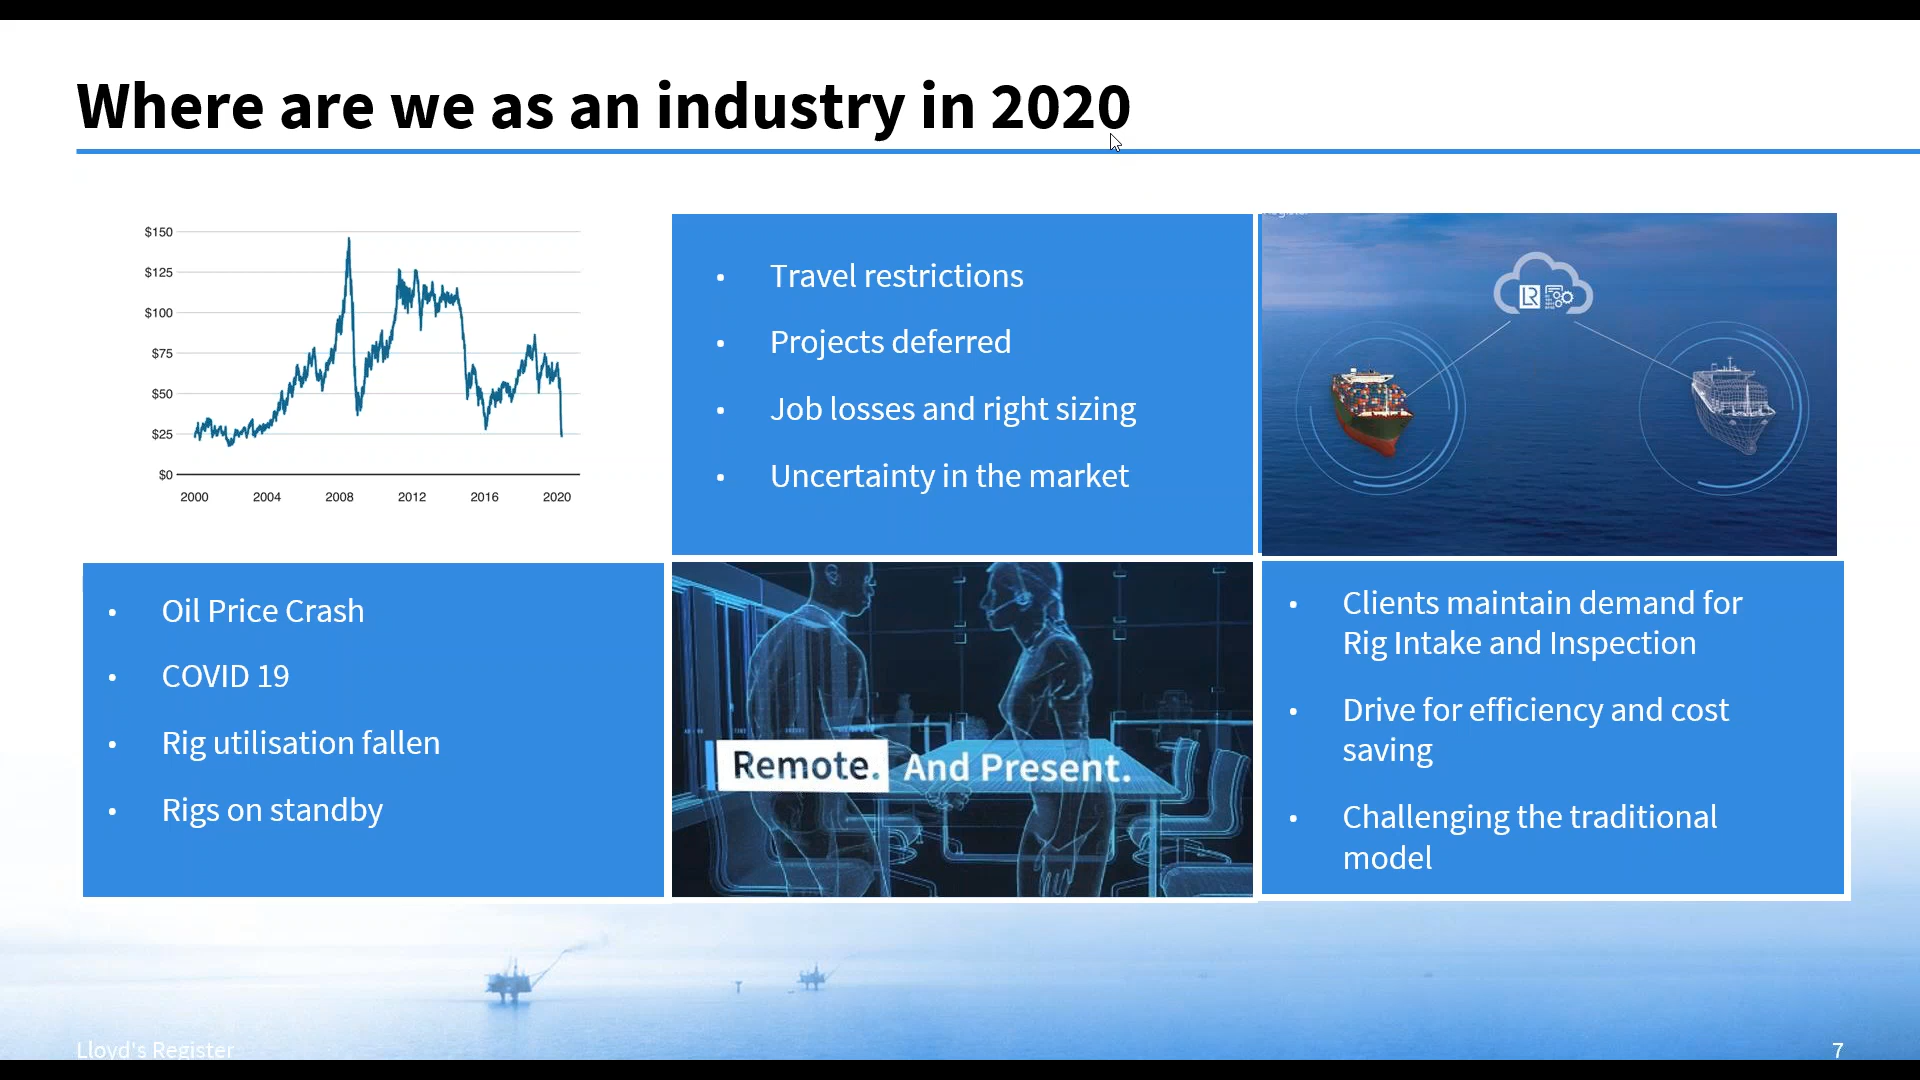 Where are we as an industry in 2020
$150
$125
$100
$75
$50
$25
$0
2000 2004 2008 2012 2016 2020
• Travel restrictions
• Projects deferred
• Job losses and right sizing
• Uncertainty in the market
Register
LR
• Oil Price Crash
• COVID 19
• Rig utilisation fallen
• Rigs on standby
Remote. And Present.
• Clients maintain demand for
Rig Intake and Inspection
• Drive for efficiency and cost
saving
• Challenging the traditional
model
Lloyd's Register
7